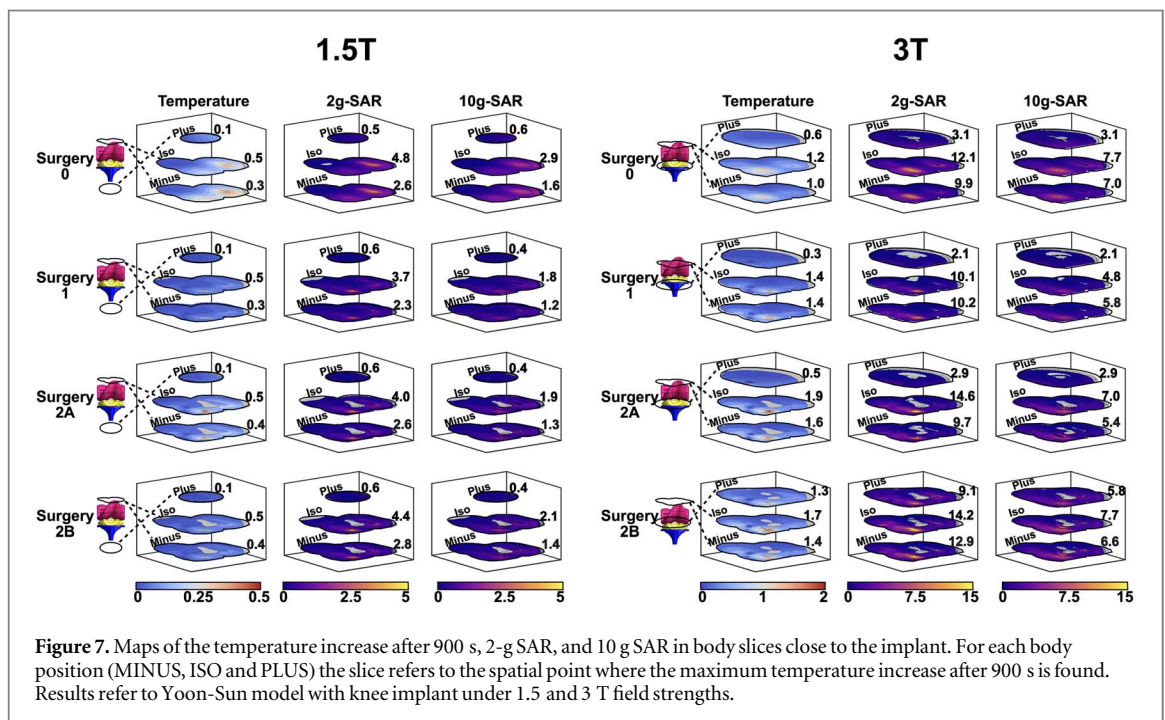 1.5T
3T
Temperature 2g-SAR 10g-SAR
Temperature 2g-SAR 10g-SAR
Surgery 0
Plus 0.1 Plus 0.5 Plus 0.6
Iso 0.5 Iso 4.8 Iso 2.9
Minus 0.3 Minus 2.6 Minus 1.6
Surgery 0
Plus 0.6 Plus 3.1 Plus 3.1
Iso 1.2 Iso 12.1 Iso 7.7
Minus 1.0 Minus 9.9 Minus 7.0
Surgery 1
Plus 0.1 Plus 0.6 Plus 0.4
Iso 0.5 Iso 3.7 Iso 1.8
Minus 0.3 Minus 2.3 Minus 1.2
Surgery 1
Plus 0.3 Plus 2.1 Plus 2.1
Iso 1.4 Iso 10.1 Iso 4.8
Minus 1.4 Minus 10.2 Minus 5.8
Surgery 2A
Plus 0.1 Plus 0.6 Plus 0.4
Iso 0.5 Iso 4.0 Iso 1.9
Minus 0.4 Minus 2.6 Minus 1.3
Surgery 2A
Plus 0.5 Plus 2.9 Plus 2.9
Iso 1.9 Iso 14.6 Iso 7.0
Minus 1.6 Minus 9.7 Minus 5.4
Surgery 2B
Plus 0.1 Plus 0.6 Plus 0.4
Iso 0.5 Iso 4.4 Iso 2.1
Minus 0.4 Minus 2.8 Minus 1.4
Surgery 2B
Plus 1.3 Plus 9.1 Plus 5.8
Iso 1.7 Iso 14.2 Iso 7.7
Minus 1.4 Minus 12.9 Minus 6.6
0 0.25 0.5 0 2.5 5 0 2.5 5
0 1 2 0 7.5 15 0 7.5 15
Figure 7. Maps of the temperature increase after 900 s, 2-g SAR, and 10 g SAR in body slices close to the implant. For each body
position (MINUS, ISO and PLUS) the slice refers to the spatial point where the maximum temperature increase after 900 s is found.
Results refer to Yoon-Sun model with knee implant under 1.5 and 3 T field strengths.